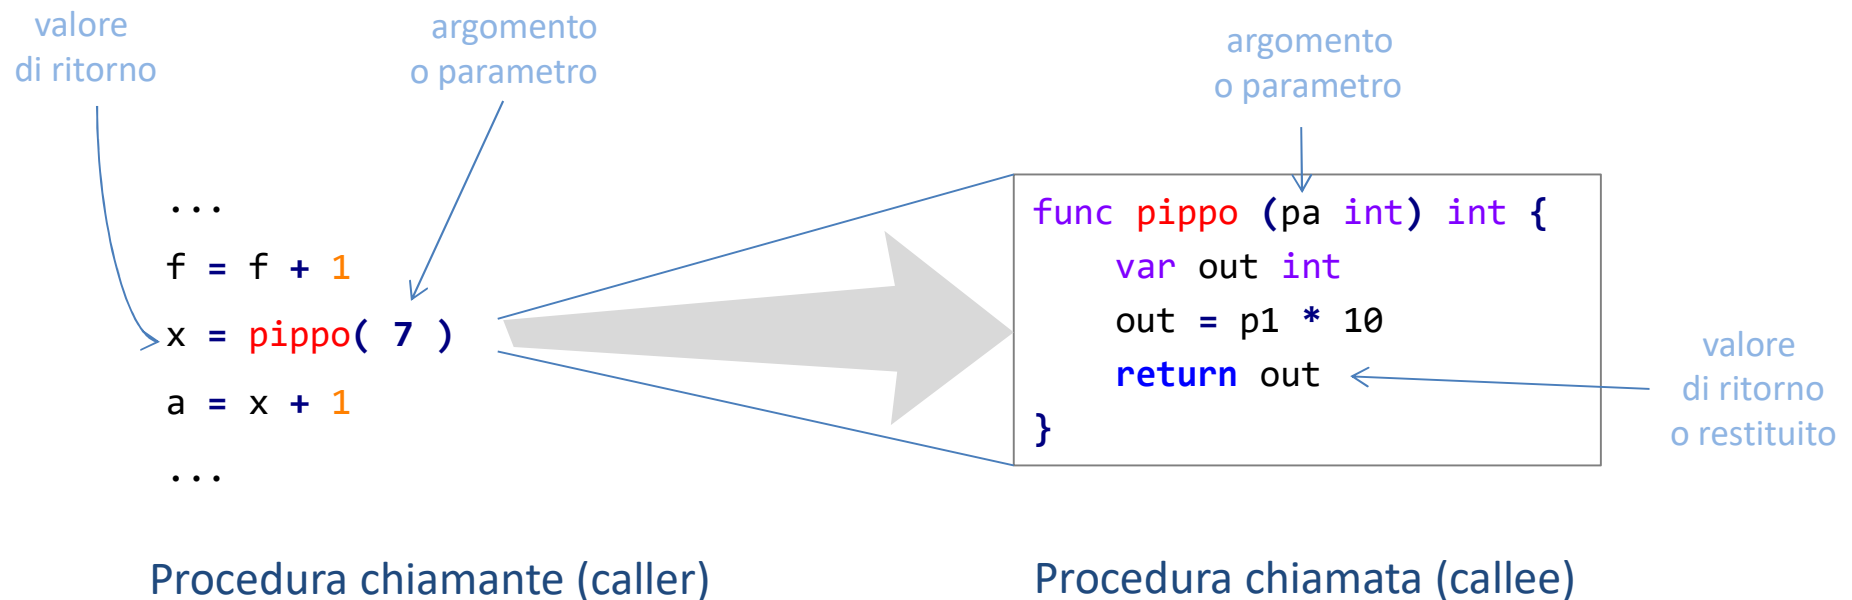 valore
di ritorno
argomento
o parametro
...
f = f + 1
x = pippo( 7 )
a = x + 1
...
Procedura chiamante (caller)
argomento
o parametro
func pippo (pa int) int {
var out int
out = p1 * 10
return out
}
valore
di ritorno
o restituito
Procedura chiamata (callee)